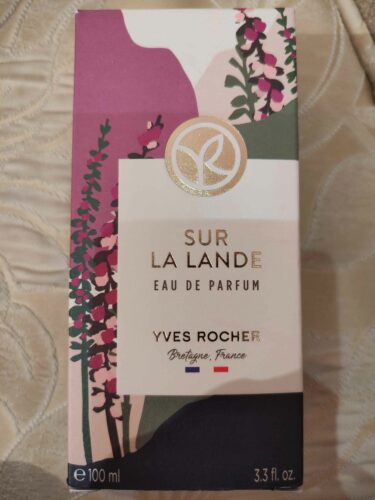 SUR
LA LANDE
EAU DE PARFUM
YVES ROCHER
Bretagne, France
℮ 100 ml 3.3 fl. oz.